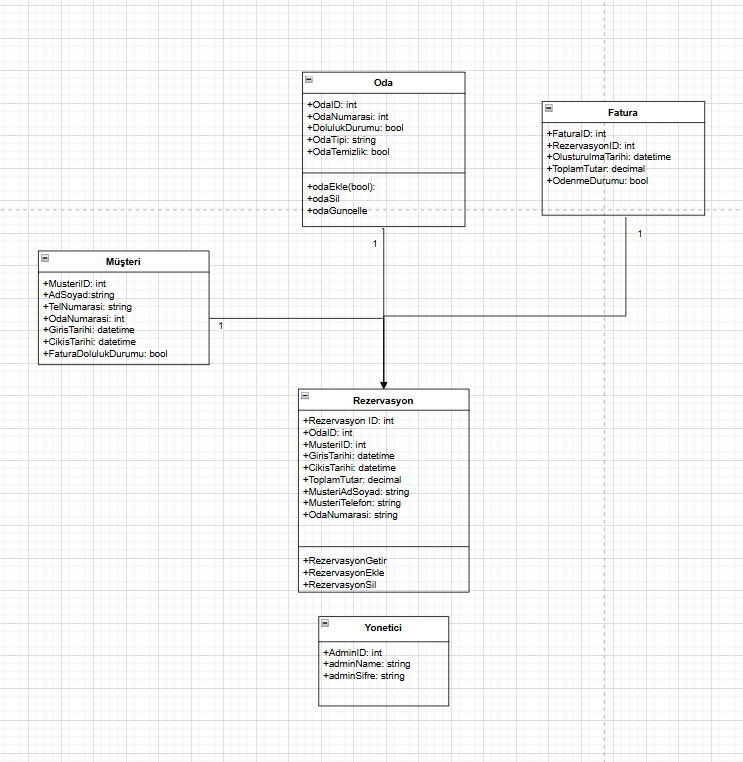 Oda
+OdaID: int
+OdaNumarasi: int
+DolulukDurumu: bool
+OdaTipi: string
+OdaTemizlik: bool
+odaEkle(bool):
+odaSil
+odaGuncelle
1
Fatura
+FaturaID: int
+RezervasyonID: int
+OlusturulmaTarihi: datetime
+ToplamTutar: decimal
+OdenmeDurumu: bool
1
Müşteri
+MusteriID: int
+AdSoyad:string
+TelNumarasi: string
+OdaNumarasi: int
+GirisTarihi: datetime
+CikisTarihi: datetime
+FaturaDolulukDurumu: bool
1
Rezervasyon
+Rezervasyon ID: int
+OdaID: int
+MusteriID: int
+GirisTarihi: datetime
+CikisTarihi: datetime
+ToplamTutar: decimal
+MusteriAdSoyad: string
+MusteriTelefon: string
+OdaNumarasi: string
+RezervasyonGetir
+RezervasyonEkle
+RezervasyonSil
Yonetici
+AdminID: int
+adminName: string
+adminSifre: string